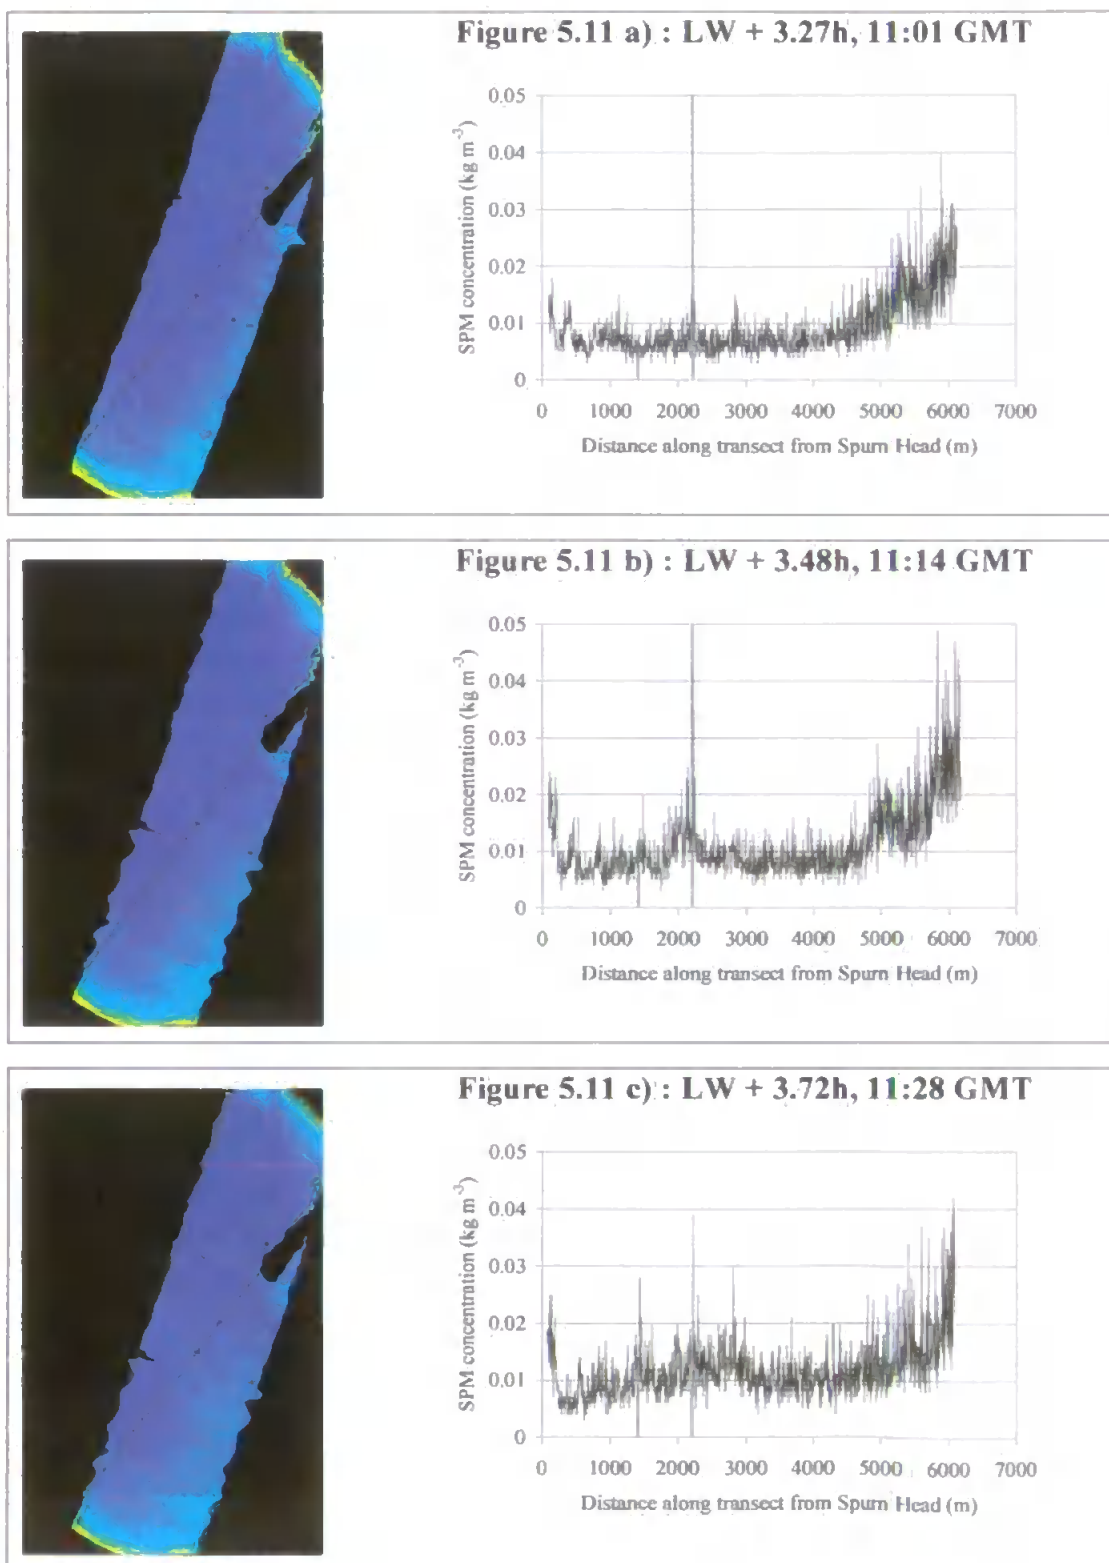 Figure 5.11 a) : LW + 3.27h, 11:01 GMT
SPM concentration (kg m⁻³)
0.05
0.04
0.03
0.02
0.01
0
0 1000 2000 3000 4000 5000 6000 7000
Distance along transect from Spurn Head (m)
Figure 5.11 b) : LW + 3.48h, 11:14 GMT
SPM concentration (kg m⁻³)
0.05
0.04
0.03
0.02
0.01
0
0 1000 2000 3000 4000 5000 6000 7000
Distance along transect from Spurn Head (m)
Figure 5.11 c) : LW + 3.72h, 11:28 GMT
SPM concentration (kg m⁻³)
0.05
0.04
0.03
0.02
0.01
0
0 1000 2000 3000 4000 5000 6000 7000
Distance along transect from Spurn Head (m)